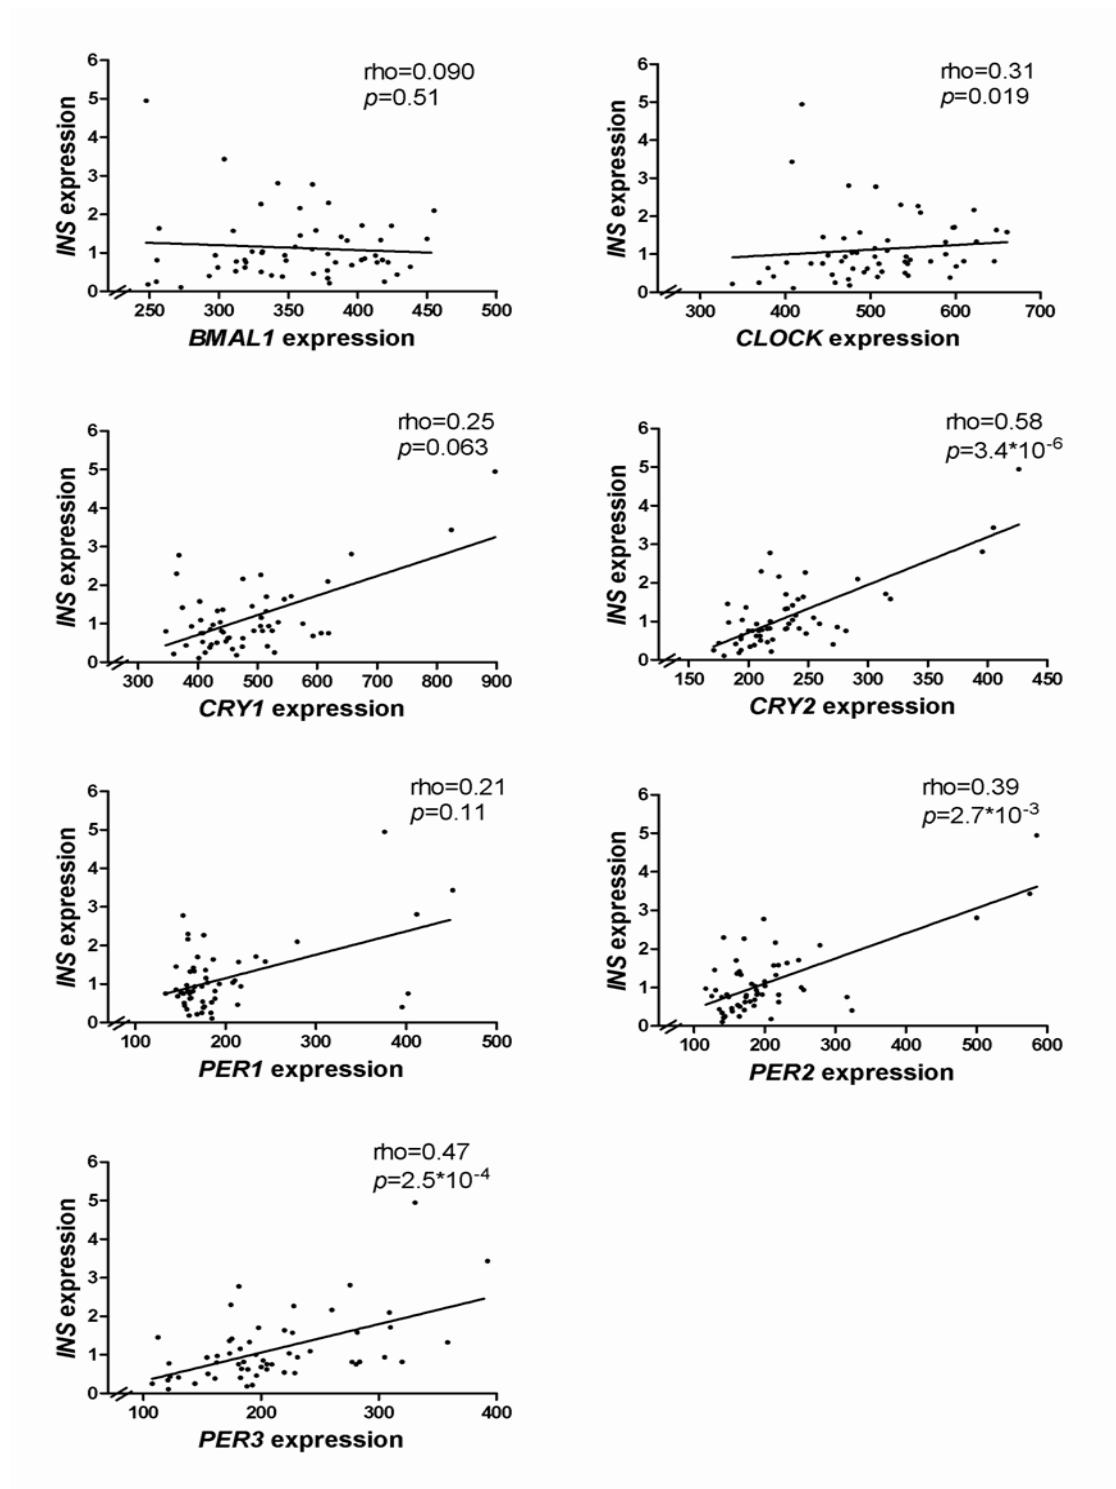 rho=0.090
p=0.51
INS expression
6
5
4
3
2
1
0
250 300 350 400 450 500
BMAL1 expression
rho=0.31
p=0.019
INS expression
6
5
4
3
2
1
0
300 400 500 600 700
CLOCK expression
rho=0.25
p=0.063
INS expression
6
5
4
3
2
1
0
300 400 500 600 700 800 900
CRY1 expression
rho=0.58
p=3.4*10-6
INS expression
6
5
4
3
2
1
0
150 200 250 300 350 400 450
CRY2 expression
rho=0.21
p=0.11
INS expression
6
5
4
3
2
1
0
100 200 300 400 500
PER1 expression
rho=0.39
p=2.7*10-3
INS expression
6
5
4
3
2
1
0
100 200 300 400 500 600
PER2 expression
rho=0.47
p=2.5*10-4
INS expression
6
5
4
3
2
1
0
100 200 300 400
PER3 expression